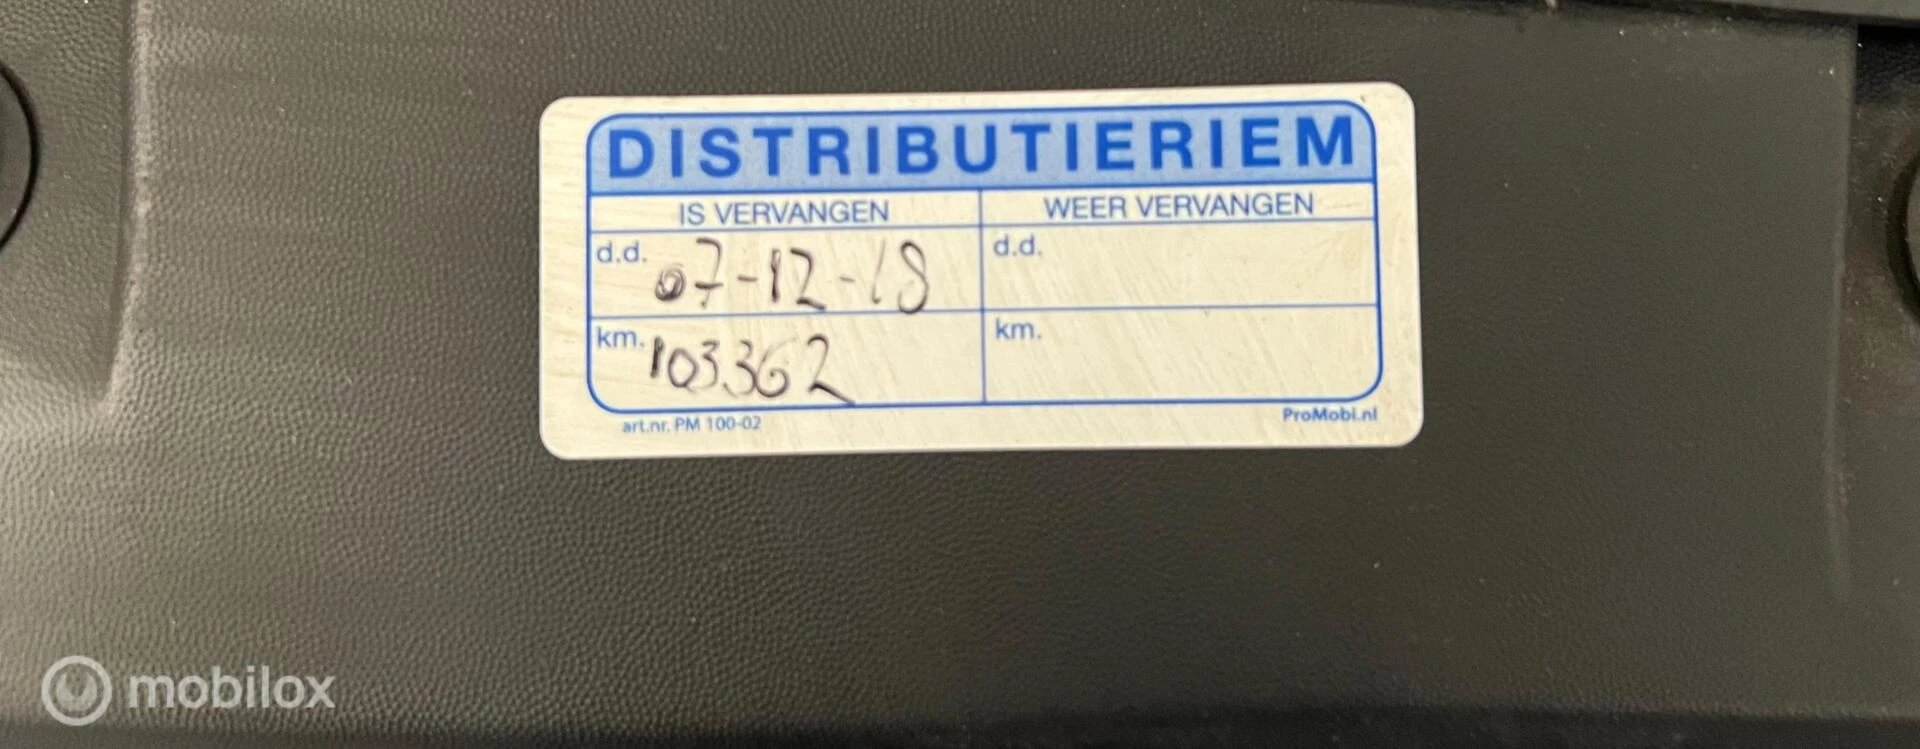 DISTRIBUTIERIEM
IS VERVANGEN WEER VERVANGEN
d.d. 07-12-18 d.d.
km. 103362 km.
art.nr. PM 100-02 ProMobi.nl
mobilox